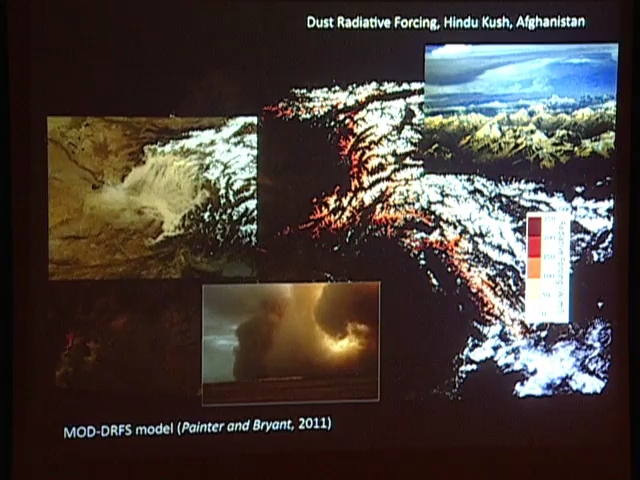 Dust Radiative Forcing, Hindu Kush, Afghanistan
MOD-DRFS model (Painter and Bryant, 2011)